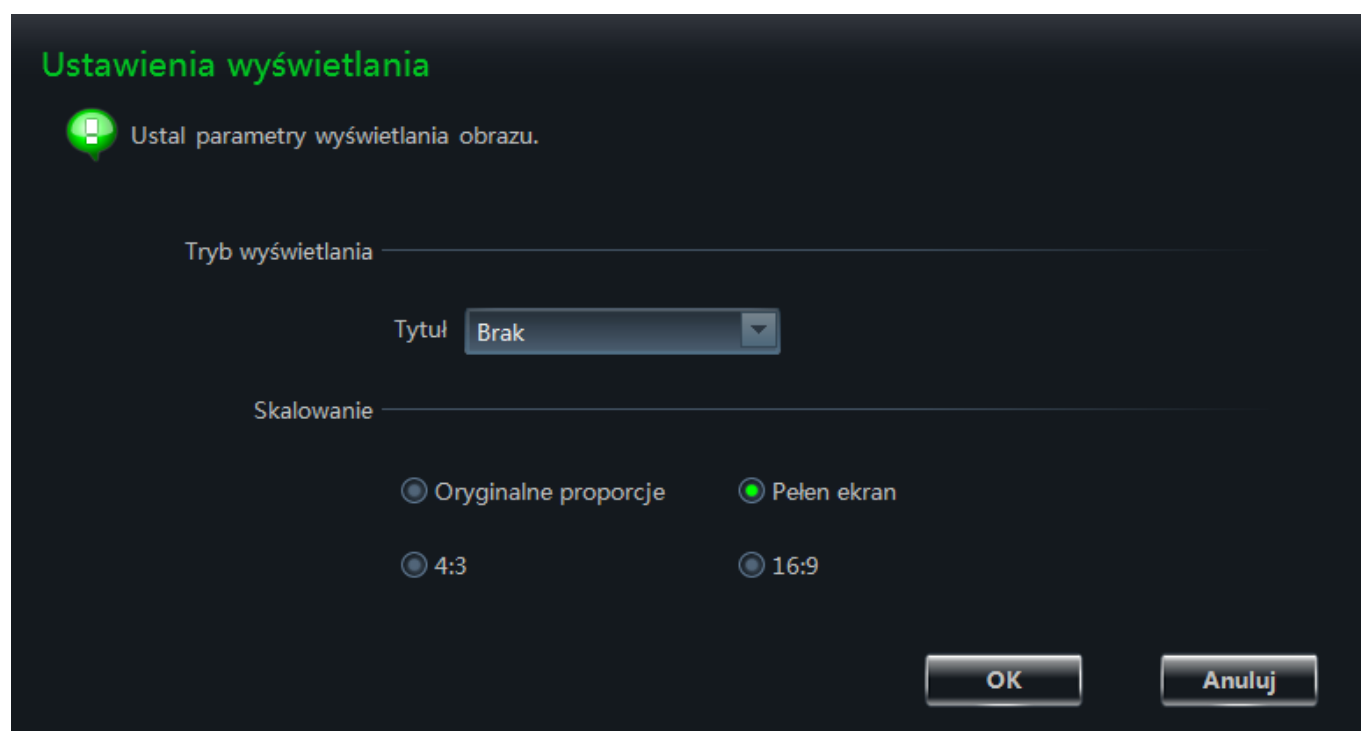 Ustawienia wyświetlania
Ustal parametry wyświetlania obrazu.
Tryb wyświetlania
Tytuł Brak
Skalowanie
Oryginalne proporcje Pełen ekran
4:3 16:9
OK Anuluj